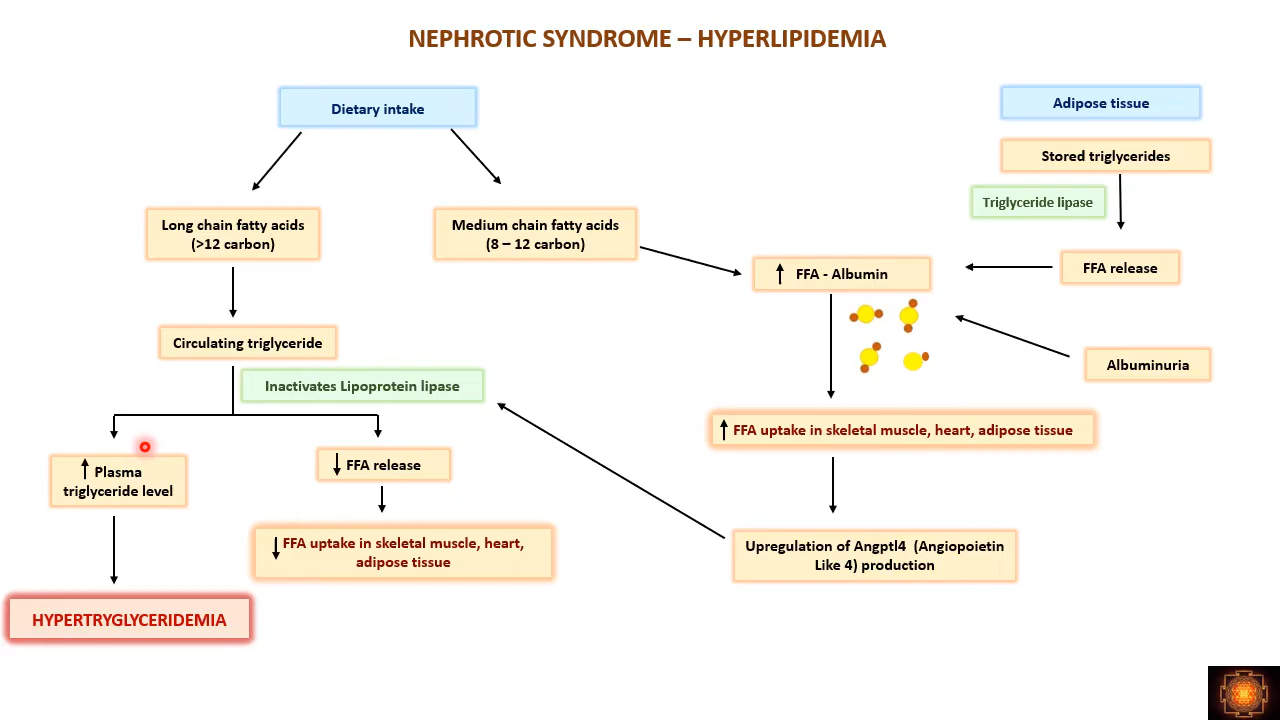 NEPHROTIC SYNDROME – HYPERLIPIDEMIA
Dietary intake
Adipose tissue
Stored triglycerides
Triglyceride lipase
Long chain fatty acids
(>12 carbon)
Medium chain fatty acids
(8 – 12 carbon)
FFA - Albumin
FFA release
Circulating triglyceride
Albuminuria
Inactivates Lipoprotein lipase
FFA uptake in skeletal muscle, heart, adipose tissue
Plasma
triglyceride level
FFA release
FFA uptake in skeletal muscle, heart,
adipose tissue
Upregulation of Angptl4 (Angiopoietin
Like 4) production
HYPERTRYGLYCERIDEMIA